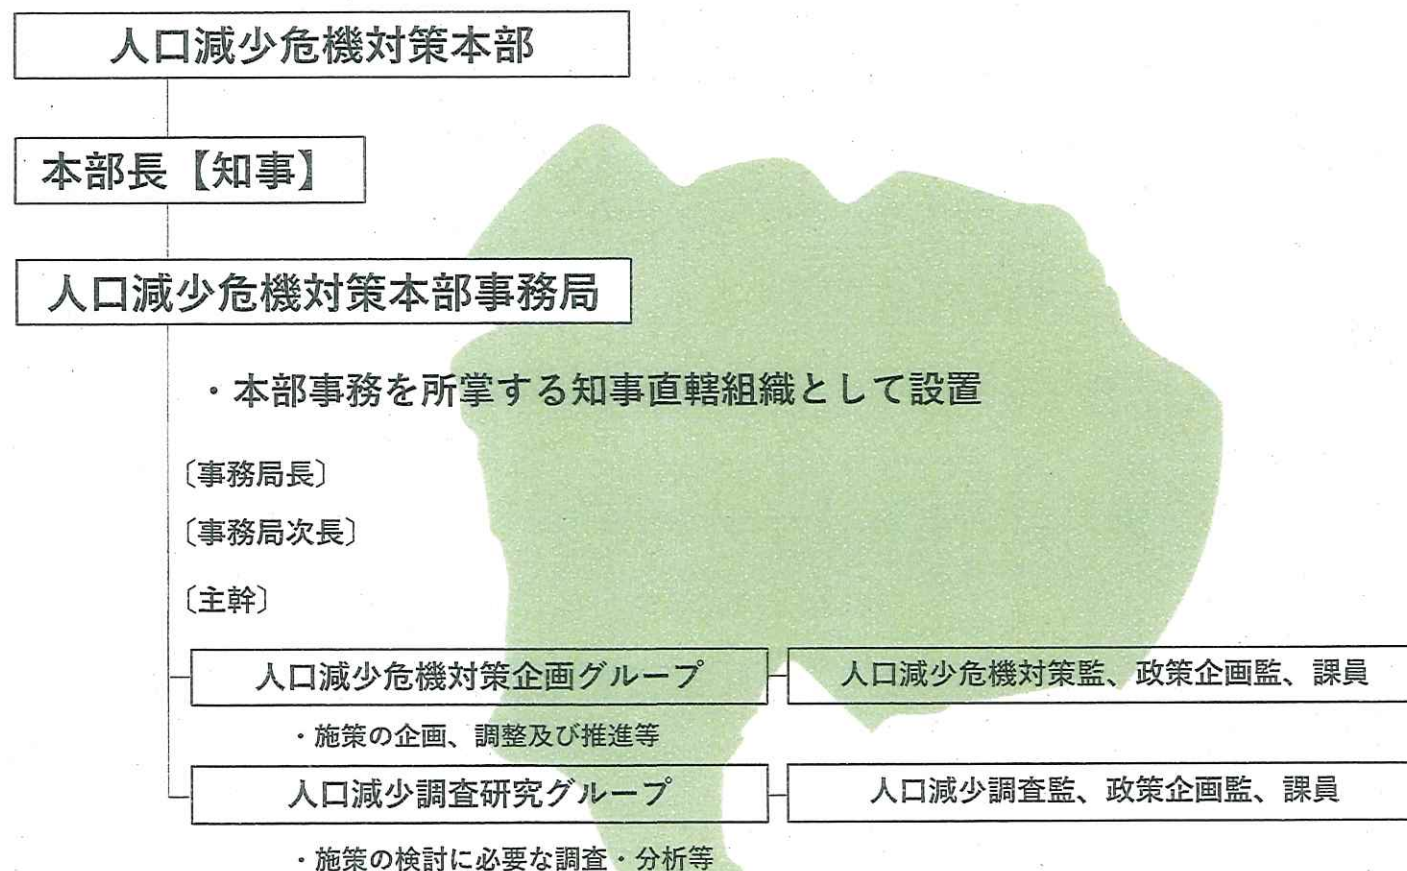 人口減少危機対策本部
本部長【知事】
人口減少危機対策本部事務局
・本部事務を所掌する知事直轄組織として設置
〔事務局長〕
〔事務局次長〕
〔主幹〕
人口減少危機対策企画グループ
人口減少危機対策監、政策企画監、課員
・施策の企画、調整及び推進等
人口減少調査研究グループ
人口減少調査監、政策企画監、課員
・施策の検討に必要な調査・分析等